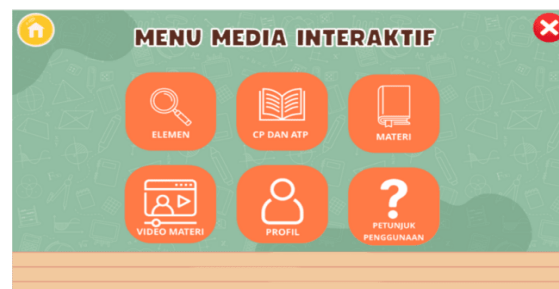 MENU MEDIA INTERAKTIF
ELEMEN
CP DAN ATP
MATERI
VIDEO MATERI
PROFIL
PETUNJUK
PENGGUNAAN